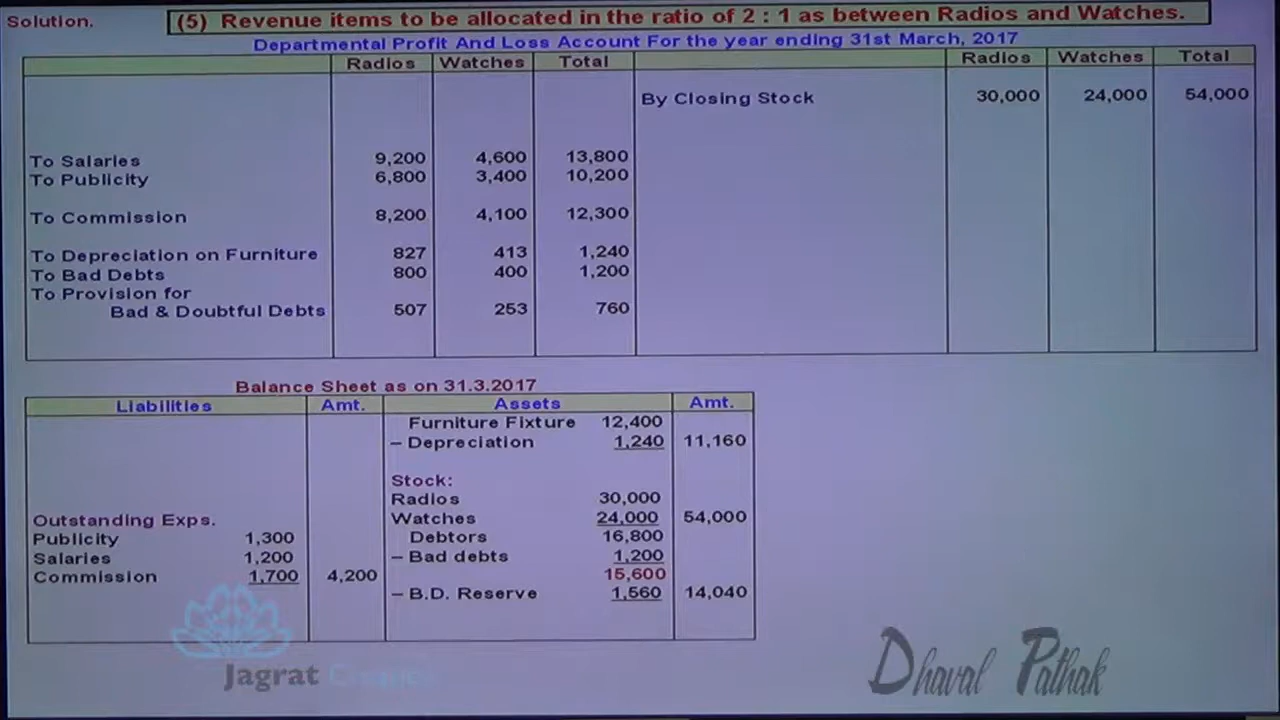 Solution.
(5) Revenue items to be allocated in the ratio of 2 : 1 as between Radios and Watches.
Departmental Profit And Loss Account For the year ending 31st March, 2017
Radios Watches Total Radios Watches Total
By Closing Stock 30,000 24,000 54,000
To Salaries 9,200 4,600 13,800
To Publicity 6,800 3,400 10,200
To Commission 8,200 4,100 12,300
To Depreciation on Furniture 827 413 1,240
To Bad Debts 800 400 1,200
To Provision for
Bad & Doubtful Debts 507 253 760
Balance Sheet as on 31.3.2017
Liabilities Amt. Assets Amt.
Furniture Fixture 12,400
– Depreciation 1,240 11,160
Stock:
Radios 30,000
Outstanding Exps. Watches 24,000 54,000
Publicity 1,300 Debtors 16,800
Salaries 1,200 – Bad debts 1,200
Commission 1,700 4,200 15,600
– B.D. Reserve 1,560 14,040
Jagrat
Dhaval Pathak